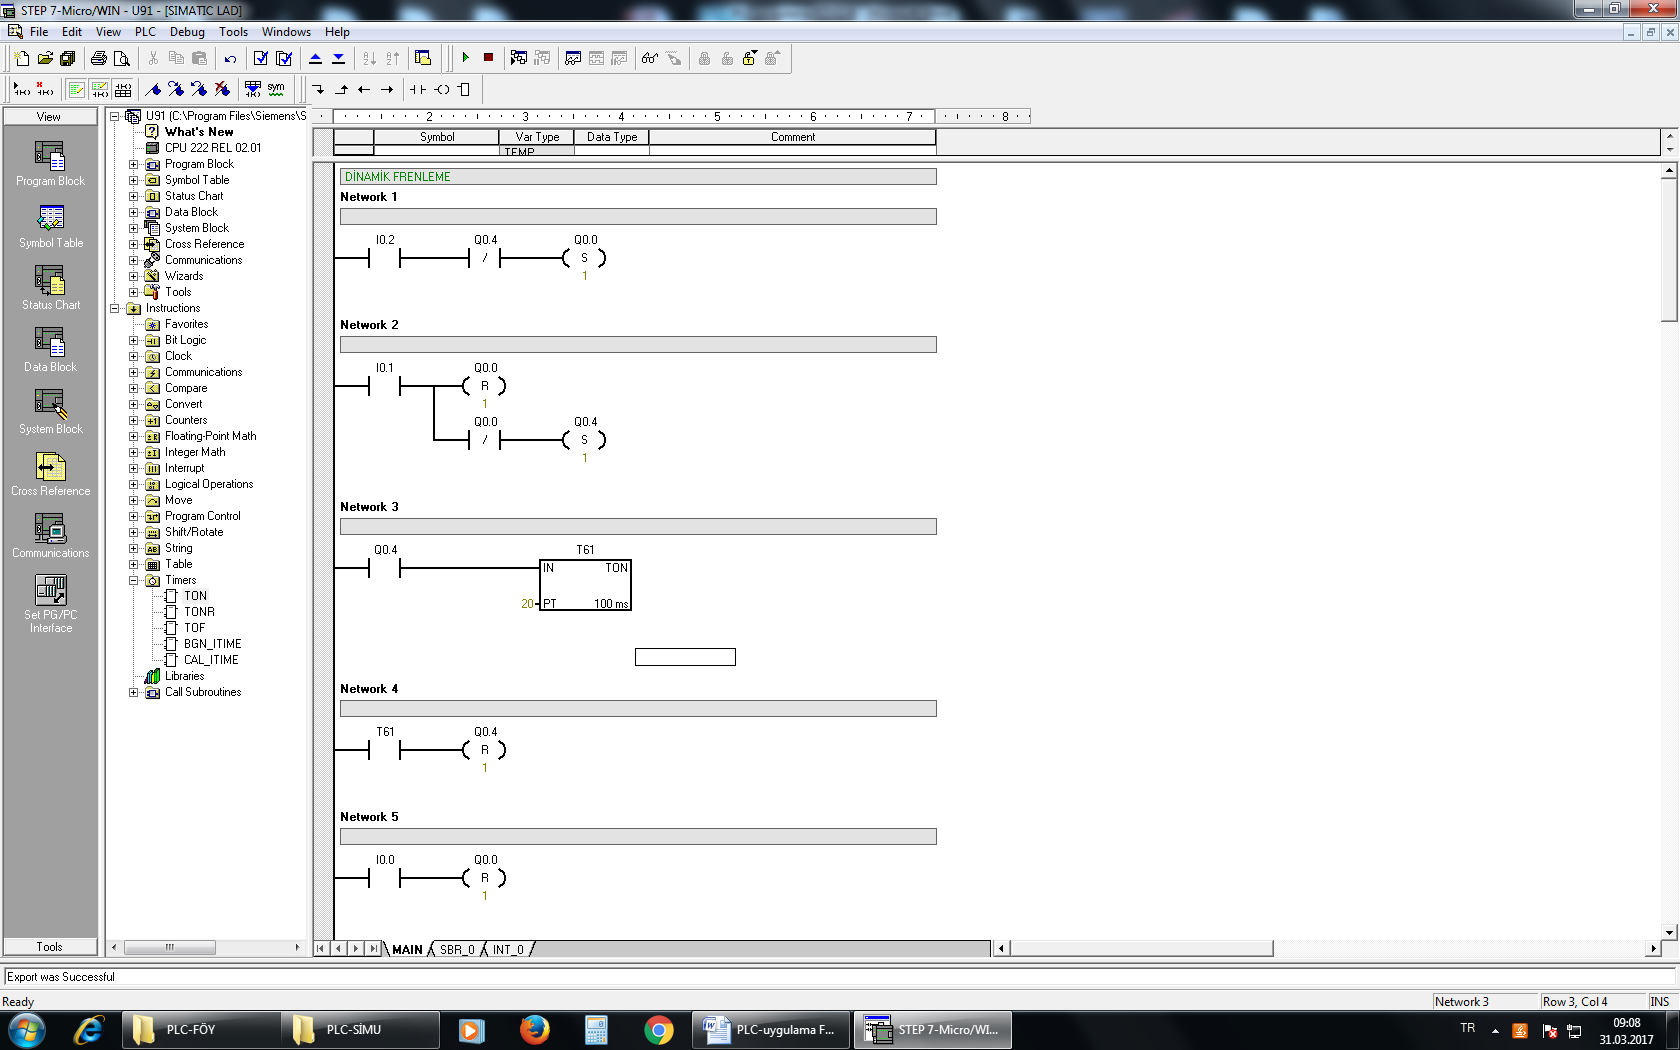 STEP 7-Micro/WIN - U91 - [SIMATIC LAD]
File Edit View PLC Debug Tools Windows Help
View
Program Block
Symbol Table
Status Chart
Data Block
System Block
Cross Reference
Communications
Set PG/PC
Interface
Tools
U91 (C:\Program Files\Siemens\S
What's New
CPU 222 REL 02.01
Program Block
Symbol Table
Status Chart
Data Block
System Block
Cross Reference
Communications
Wizards
Tools
Instructions
Favorites
Bit Logic
Clock
Communications
Compare
Convert
Counters
Floating-Point Math
Integer Math
Interrupt
Logical Operations
Move
Program Control
Shift/Rotate
String
Table
Timers
TON
TONR
TOF
BGN_ITIME
CAL_ITIME
Libraries
Call Subroutines
2 3 4 5 6 7 8
Symbol Var Type Data Type Comment
TEMP
DİNAMİK FRENLEME
Network 1
I0.2 Q0.4 Q0.0
/ S
1
Network 2
I0.1 Q0.0
R
1
Q0.0 Q0.4
/ S
1
Network 3
Q0.4 T61
IN TON
20 PT 100 ms
Network 4
T61 Q0.4
R
1
Network 5
I0.0 Q0.0
R
1
MAIN SBR_0 INT_0
Export was Successful
Ready Network 3 Row 3, Col 4 INS
PLC-FÖY PLC-SİMU PLC-uygulama F... STEP 7-Micro/WI... TR 09:08
31.03.2017